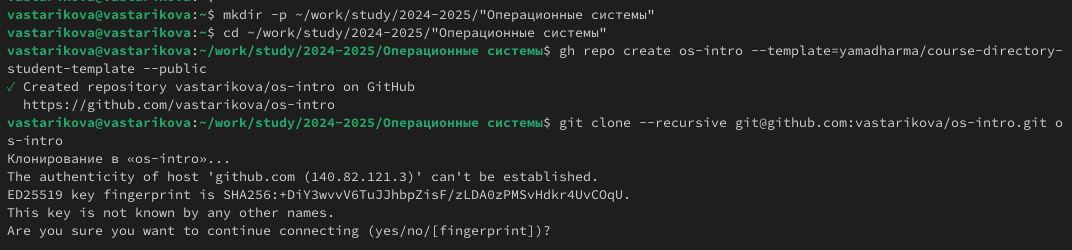 vastarikova@vastarikova:~$ mkdir -p ~/work/study/2024-2025/"Операционные системы"
vastarikova@vastarikova:~$ cd ~/work/study/2024-2025/"Операционные системы"
vastarikova@vastarikova:~/work/study/2024-2025/Операционные системы$ gh repo create os-intro --template=yamadharma/course-directory-
student-template --public
✓ Created repository vastarikova/os-intro on GitHub
  https://github.com/vastarikova/os-intro
vastarikova@vastarikova:~/work/study/2024-2025/Операционные системы$ git clone --recursive git@github.com:vastarikova/os-intro.git o
s-intro
Клонирование в «os-intro»...
The authenticity of host 'github.com (140.82.121.3)' can't be established.
ED25519 key fingerprint is SHA256:+DiY3wvvV6TuJJhbpZisF/zLDA0zPMSvHdkr4UvCOqU.
This key is not known by any other names.
Are you sure you want to continue connecting (yes/no/[fingerprint])?